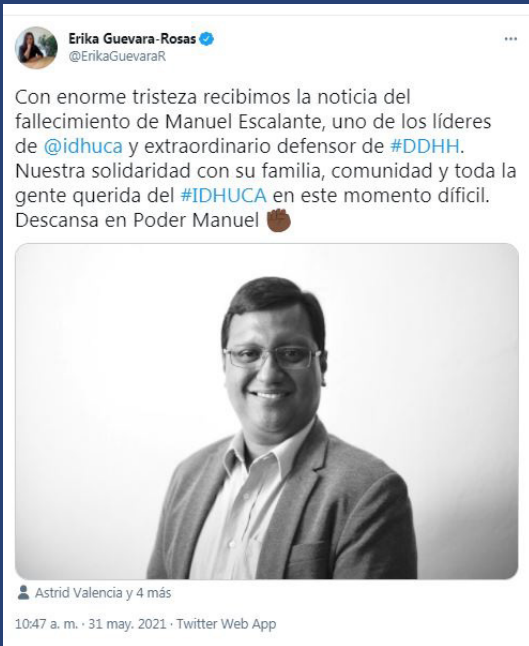 Erika Guevara-Rosas
@ErikaGuevaraR
Con enorme tristeza recibimos la noticia del
fallecimiento de Manuel Escalante, uno de los líderes
de @idhuca y extraordinario defensor de #DDHH.
Nuestra solidaridad con su familia, comunidad y toda la
gente querida del #IDHUCA en este momento díficil.
Descansa en Poder Manuel ✊🏿
Astrid Valencia y 4 más
10:47 a. m. · 31 may. 2021 · Twitter Web App